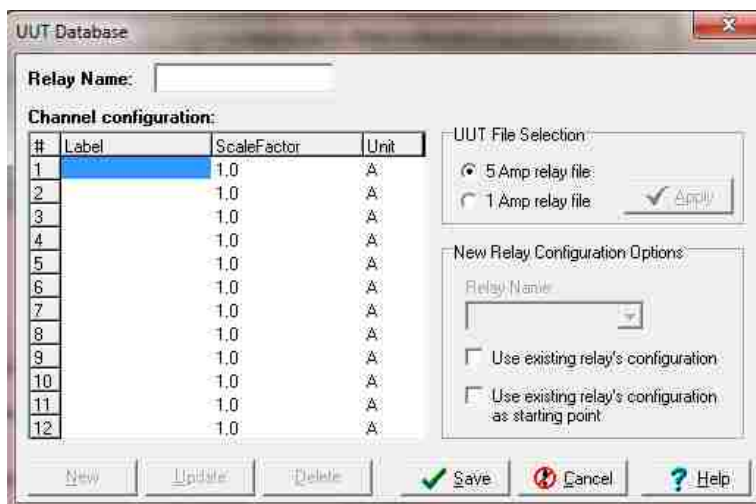 UUT Database
Relay Name:
Channel configuration:
# Label ScaleFactor Unit
1 1,0 A
2 1,0 A
3 1,0 A
4 1,0 A
5 1,0 A
6 1,0 A
7 1,0 A
8 1,0 A
9 1,0 A
10 1,0 A
11 1,0 A
12 1,0 A
UUT File Selection
5 Amp relay file
1 Amp relay file
Apply
New Relay Configuration Options
Relay Name:
Use existing relay's configuration
Use existing relay's configuration
as starting point
New Update Delete Save Cancel Help